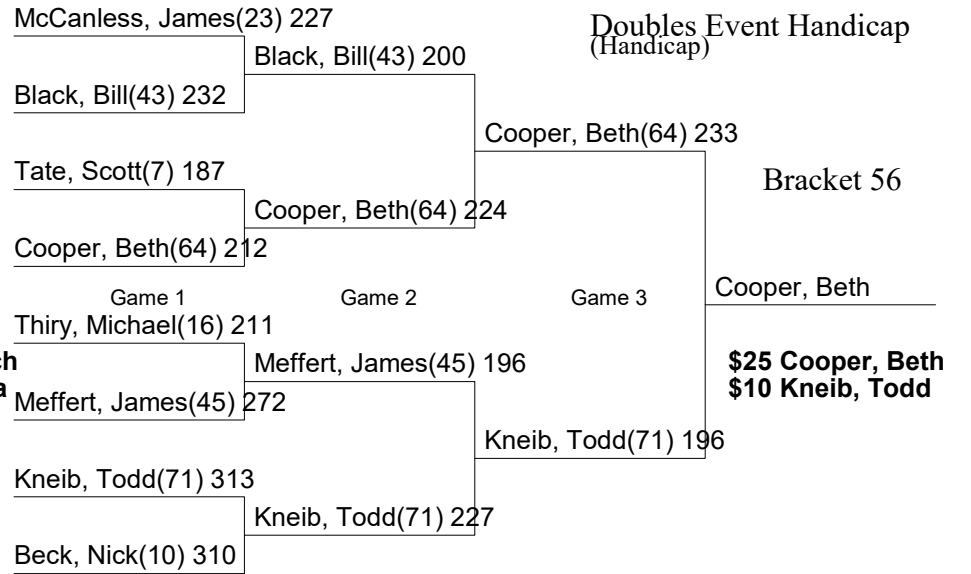 McCanless, James(23) 227
Doubles Event Handicap
(Handicap)
Black, Bill(43) 200
Black, Bill(43) 232
Cooper, Beth(64) 233
Tate, Scott(7) 187
Bracket 56
Cooper, Beth(64) 224
Cooper, Beth(64) 212
Game 1
Game 2
Game 3
Cooper, Beth
Thiry, Michael(16) 211
ch
Meffert, James(45) 196
$25 Cooper, Beth
a
$10 Kneib, Todd
Meffert, James(45) 272
Kneib, Todd(71) 196
Kneib, Todd(71) 313
Kneib, Todd(71) 227
Beck, Nick(10) 310